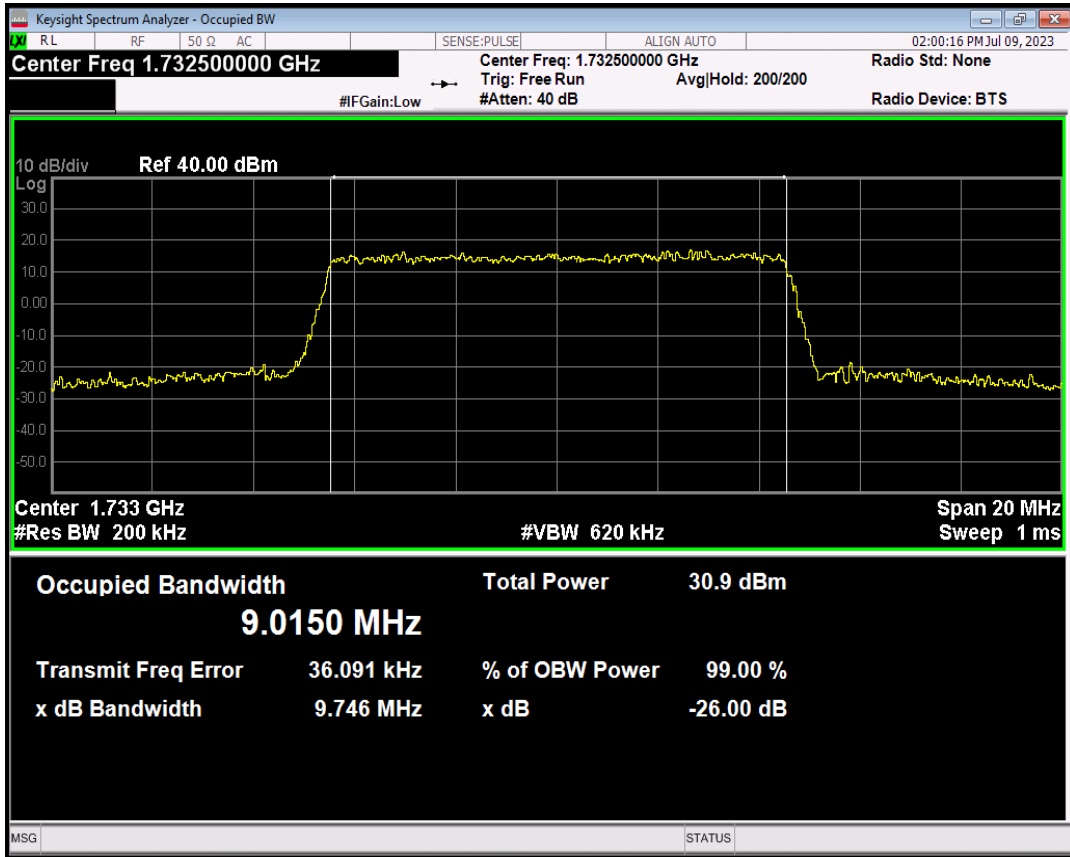 Keysight Spectrum Analyzer - Occupied BW
LXI RL RF 50 Ω AC SENSE:PULSE ALIGN AUTO 02:00:16 PM Jul 09, 2023
Center Freq 1.732500000 GHz Center Freq: 1.732500000 GHz Radio Std: None
Trig: Free Run Avg|Hold: 200/200
#IFGain:Low #Atten: 40 dB Radio Device: BTS
10 dB/div Ref 40.00 dBm
Log
30.0
20.0
10.0
0.00
-10.0
-20.0
-30.0
-40.0
-50.0
Center 1.733 GHz Span 20 MHz
#Res BW 200 kHz #VBW 620 kHz Sweep 1 ms
Occupied Bandwidth Total Power 30.9 dBm
9.0150 MHz
Transmit Freq Error 36.091 kHz % of OBW Power 99.00 %
x dB Bandwidth 9.746 MHz x dB -26.00 dB
MSG STATUS